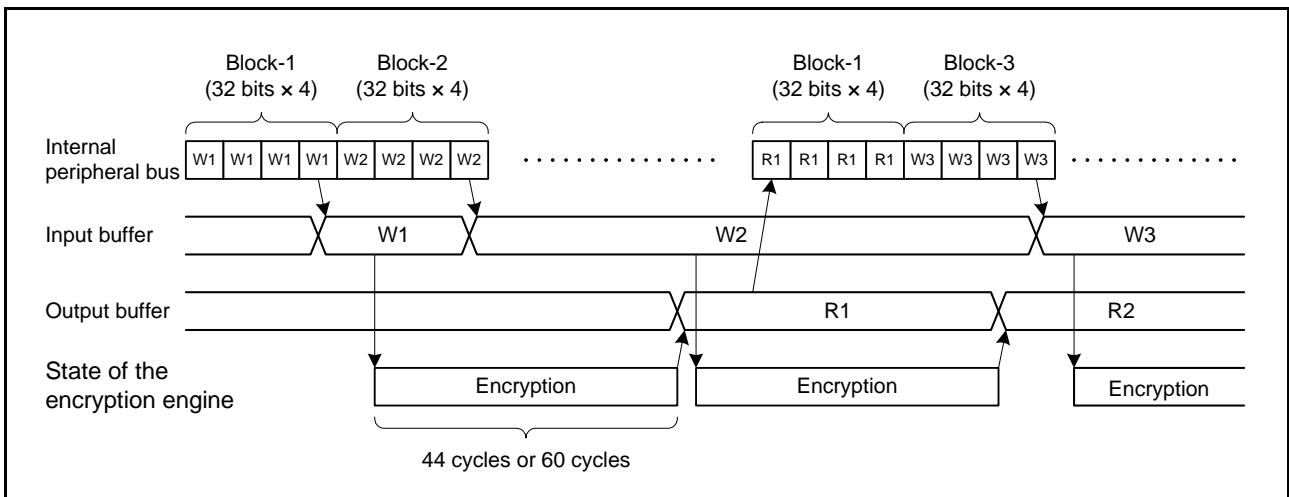 Block-1
(32 bits × 4)
Block-2
(32 bits × 4)
Block-1
(32 bits × 4)
Block-3
(32 bits × 4)
Internal
peripheral bus
W1 W1 W1 W1 W2 W2 W2 W2 R1 R1 R1 R1 W3 W3 W3 W3
Input buffer
W1
W2
W3
Output buffer
R1
R2
State of the
encryption engine
Encryption
Encryption
Encryption
44 cycles or 60 cycles